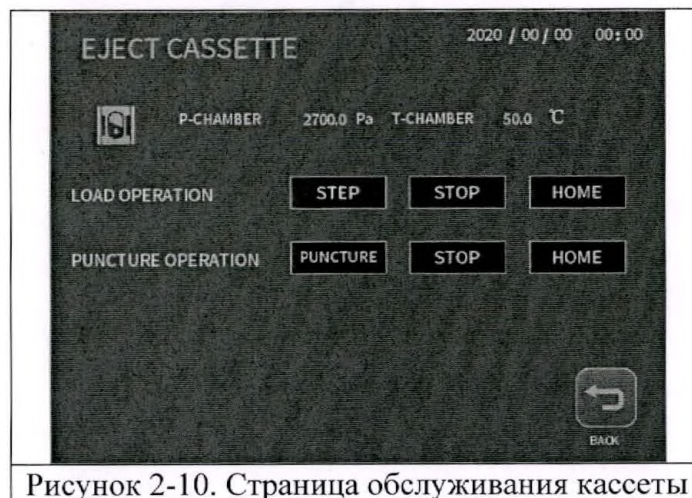 EJECT CASSETTE
2020 / 00 / 00 00:00
P-CHAMBER 2700.0 Pa T-CHAMBER 50.0 ℃
LOAD OPERATION STEP STOP HOME
PUNCTURE OPERATION PUNCTURE STOP HOME
BACK
Рисунок 2-10. Страница обслуживания кассеты